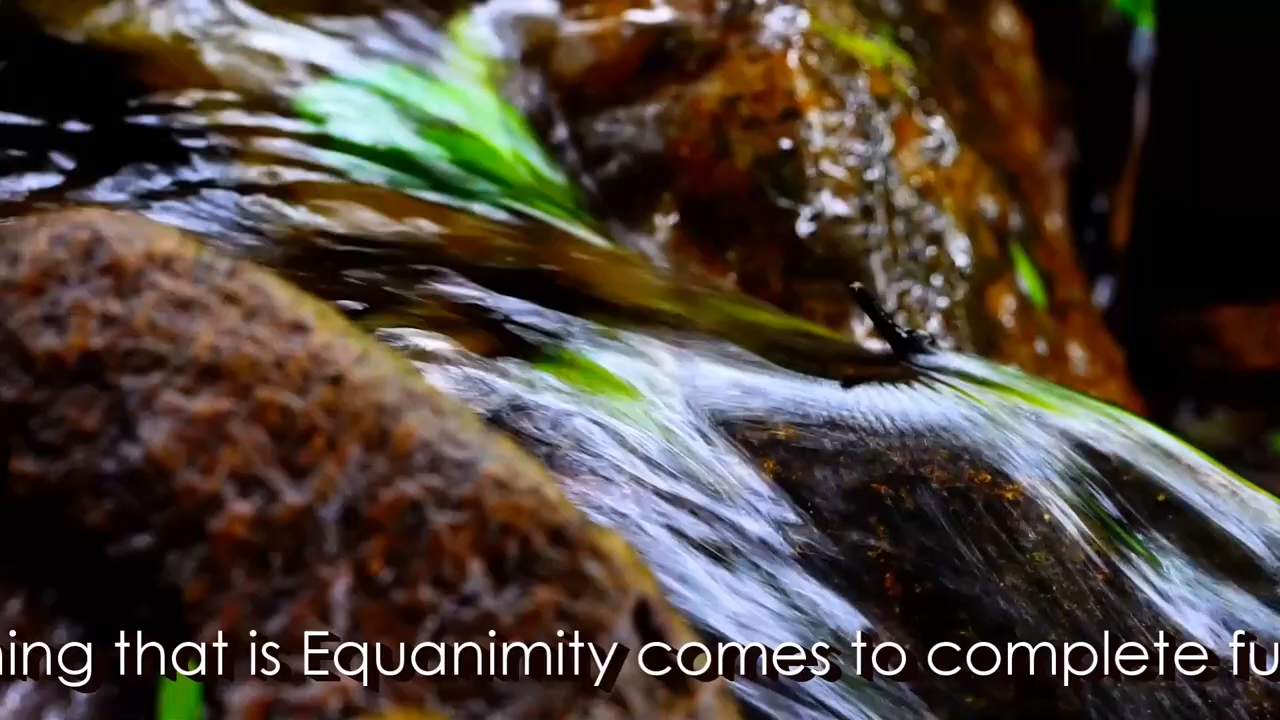 ning that is Equanimity comes to complete fu